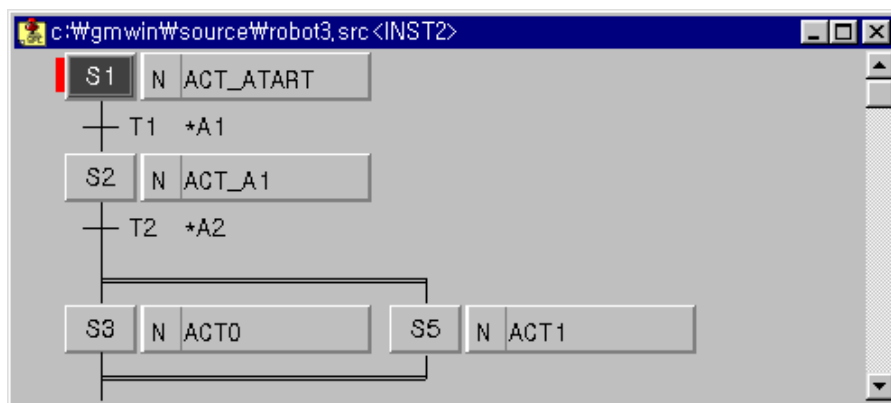 c:₩gmwin₩source₩robot3.src <INST2>
S1 N ACT_ATART
T1 *A1
S2 N ACT_A1
T2 *A2
S3 N ACT0 S5 N ACT1